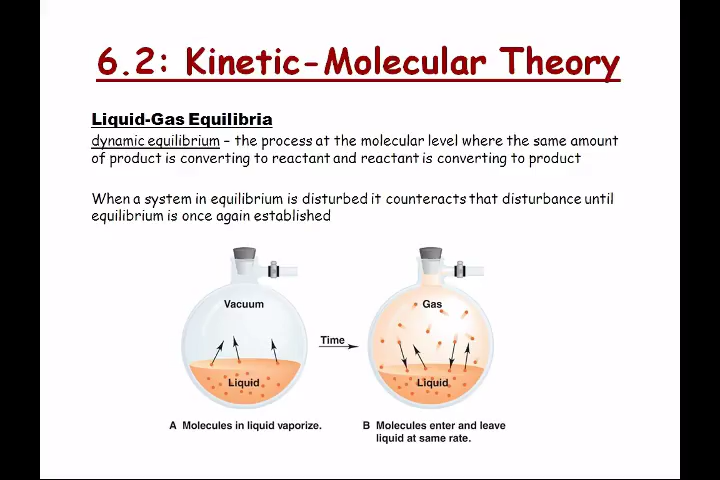 6.2: Kinetic-Molecular Theory
Liquid-Gas Equilibria
dynamic equilibrium – the process at the molecular level where the same amount
of product is converting to reactant and reactant is converting to product
When a system in equilibrium is disturbed it counteracts that disturbance until
equilibrium is once again established
Vacuum
Liquid
Time
Gas
Liquid
A Molecules in liquid vaporize.
B Molecules enter and leave
liquid at same rate.